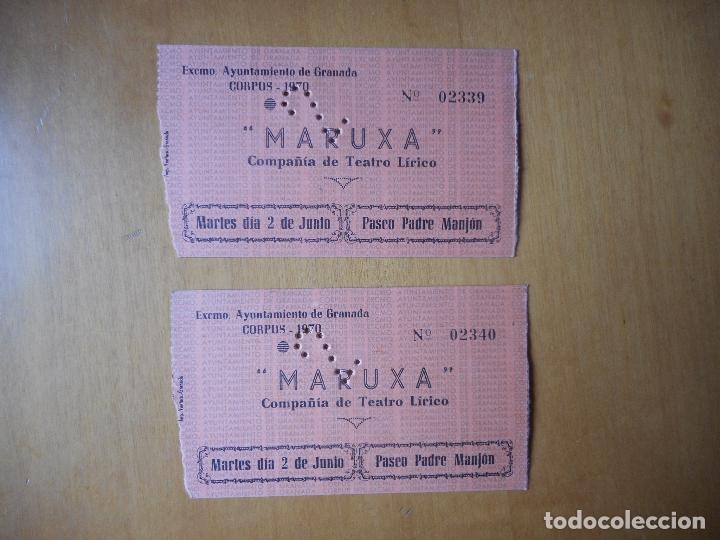 Excmo. Ayuntamiento de Granada
CORPUS - 1970
Nº 02339
"MARUXA"
Compañía de Teatro Lírico
Martes día 2 de Junio
Paseo Padre Manjón
Excmo. Ayuntamiento de Granada
CORPUS - 1970
Nº 02340
"MARUXA"
Compañía de Teatro Lírico
Martes día 2 de Junio
Paseo Padre Manjón
todocoleccion.net